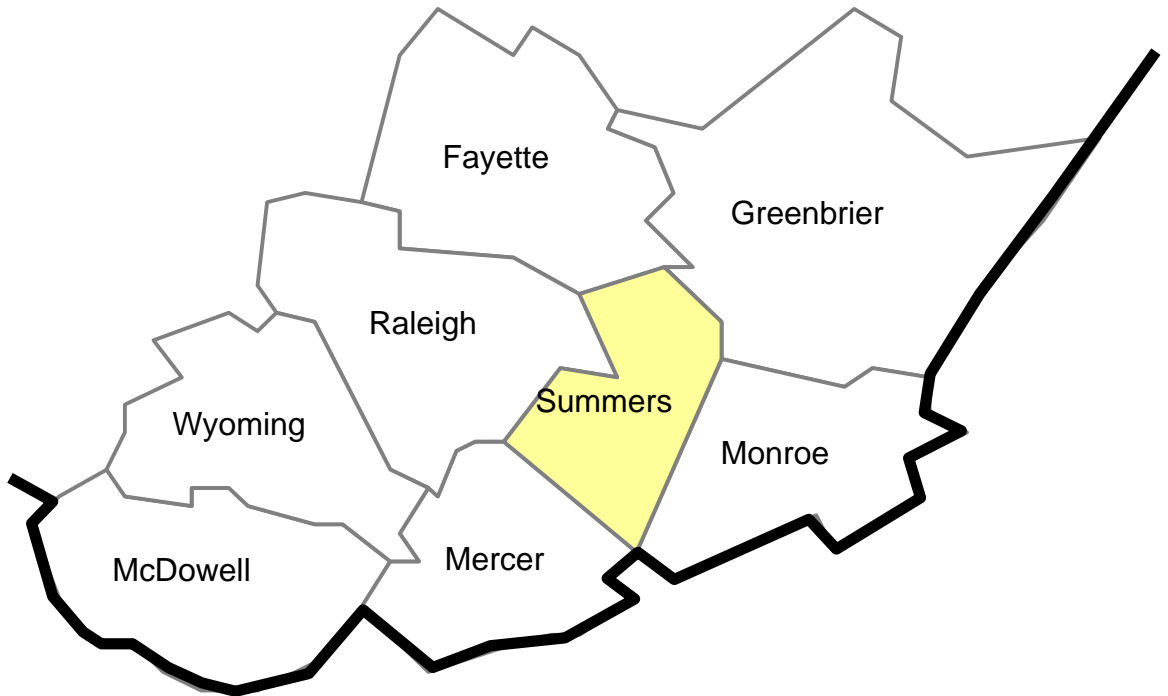 Fayette
Greenbrier
Raleigh
Summers
Wyoming
Monroe
Mercer
McDowell